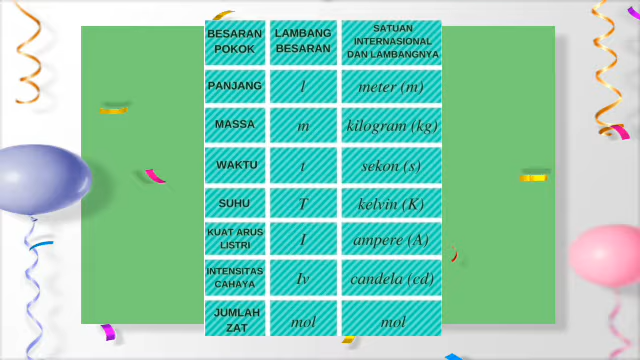 BESARAN POKOK
LAMBANG BESARAN
SATUAN INTERNASIONAL DAN LAMBANGNYA
PANJANG
l
meter (m)
MASSA
m
kilogram (kg)
WAKTU
t
sekon (s)
SUHU
T
kelvin (K)
KUAT ARUS LISTRI
I
ampere (A)
INTENSITAS CAHAYA
Iv
candela (cd)
JUMLAH ZAT
mol
mol